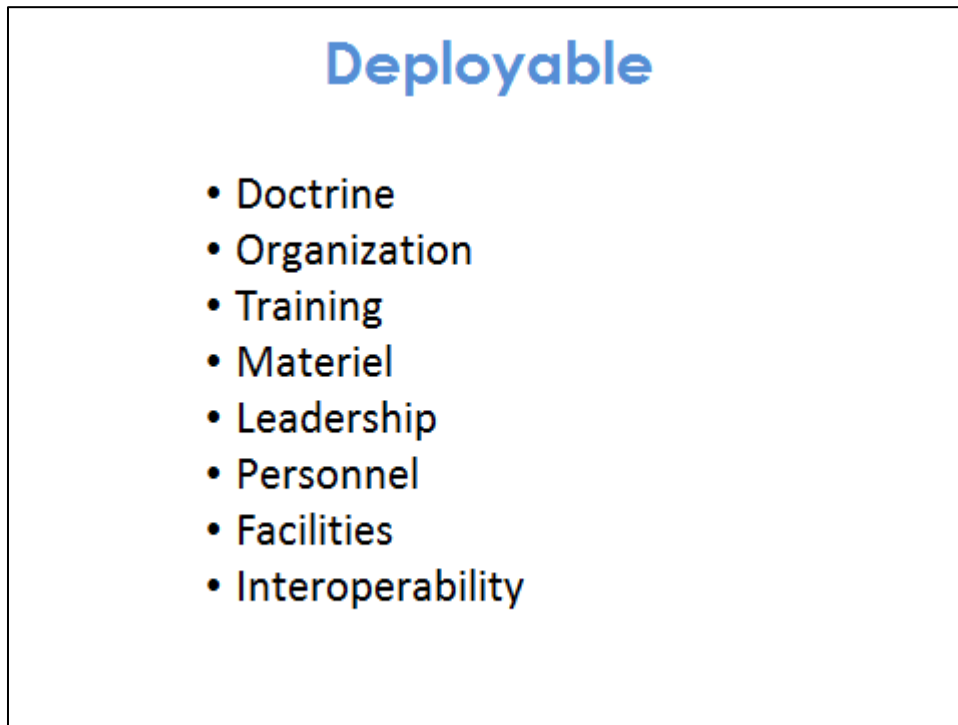 Deployable
• Doctrine
• Organization
• Training
• Materiel
• Leadership
• Personnel
• Facilities
• Interoperability